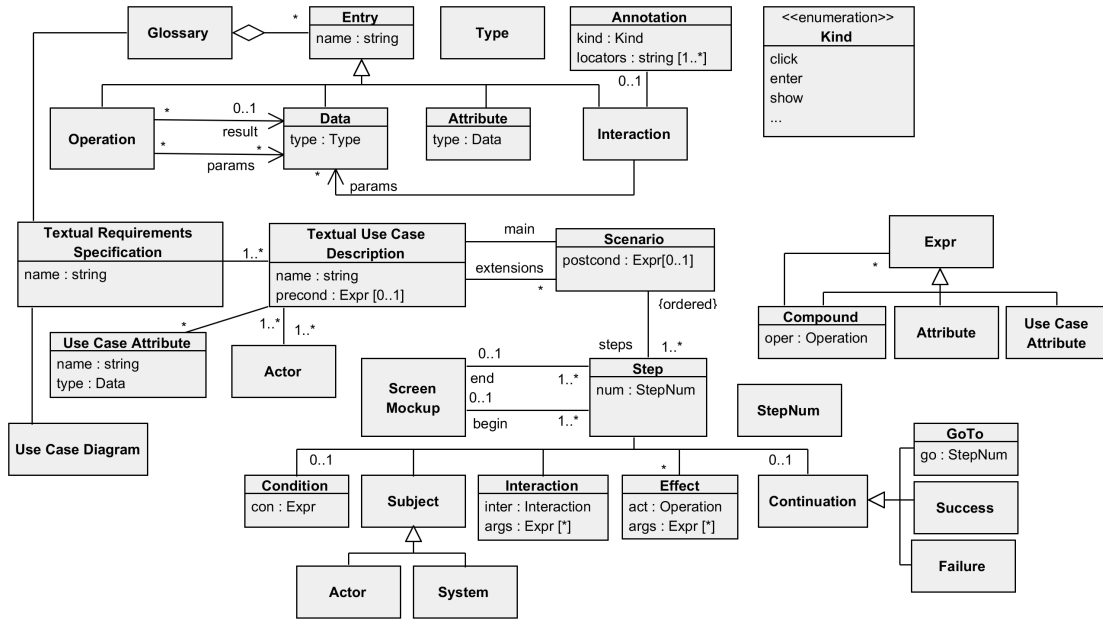 Glossary
*
Entry
name : string
Type
Annotation
kind : Kind
locators : string [1..*]
0..1
<<enumeration>>
Kind
click
enter
show
...
Operation
*
0..1
result
*
*
params
Data
type : Type
*
params
Attribute
type : Data
Interaction
Textual Requirements
Specification
name : string
1..*
Textual Use Case
Description
name : string
precond : Expr [0..1]
main
extensions
*
Scenario
postcond : Expr[0..1]
{ordered}
steps
1..*
Expr
*
Compound
oper : Operation
Attribute
Use Case
Attribute
*
Use Case Attribute
name : string
type : Data
1..*
1..*
Actor
Screen
Mockup
0..1
end
1..*
0..1
begin
1..*
Step
num : StepNum
StepNum
Use Case Diagram
0..1
Condition
con : Expr
Subject
Interaction
inter : Interaction
args : Expr [*]
*
Effect
act : Operation
args : Expr [*]
0..1
Continuation
GoTo
go : StepNum
Success
Failure
Actor
System